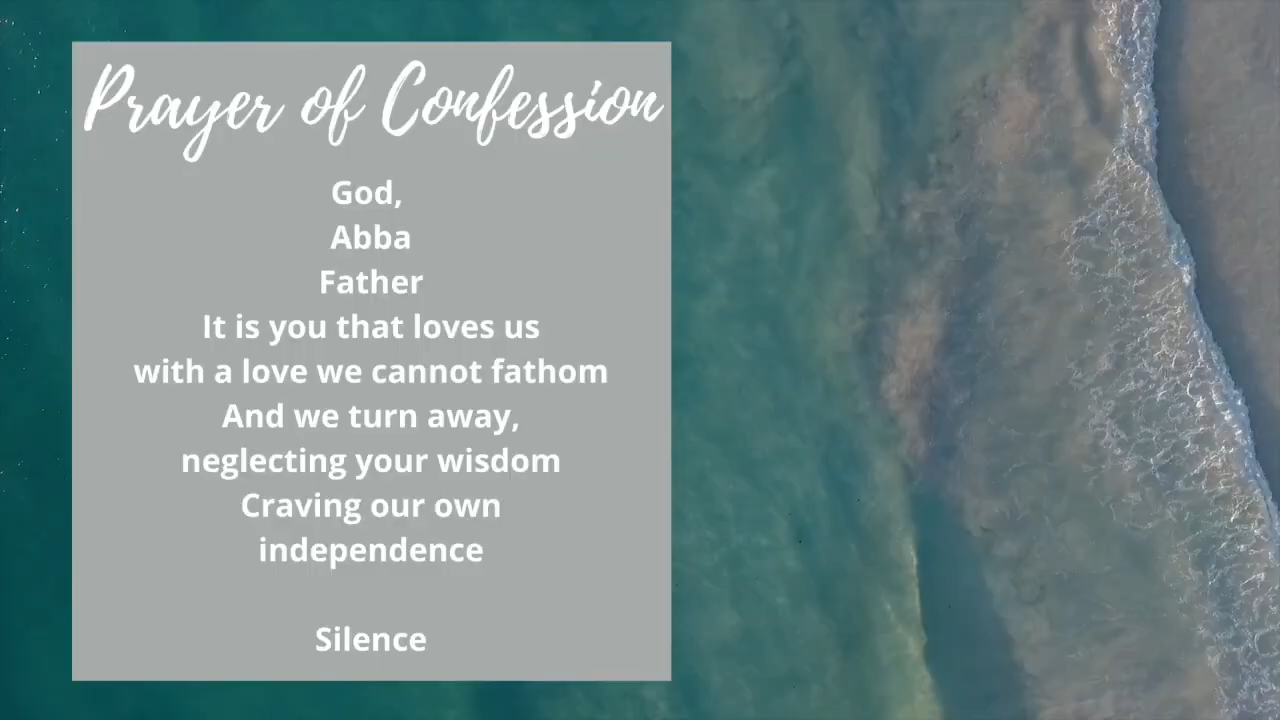 Prayer of Confession
God,
Abba
Father
It is you that loves us
with a love we cannot fathom
And we turn away,
neglecting your wisdom
Craving our own
independence
Silence